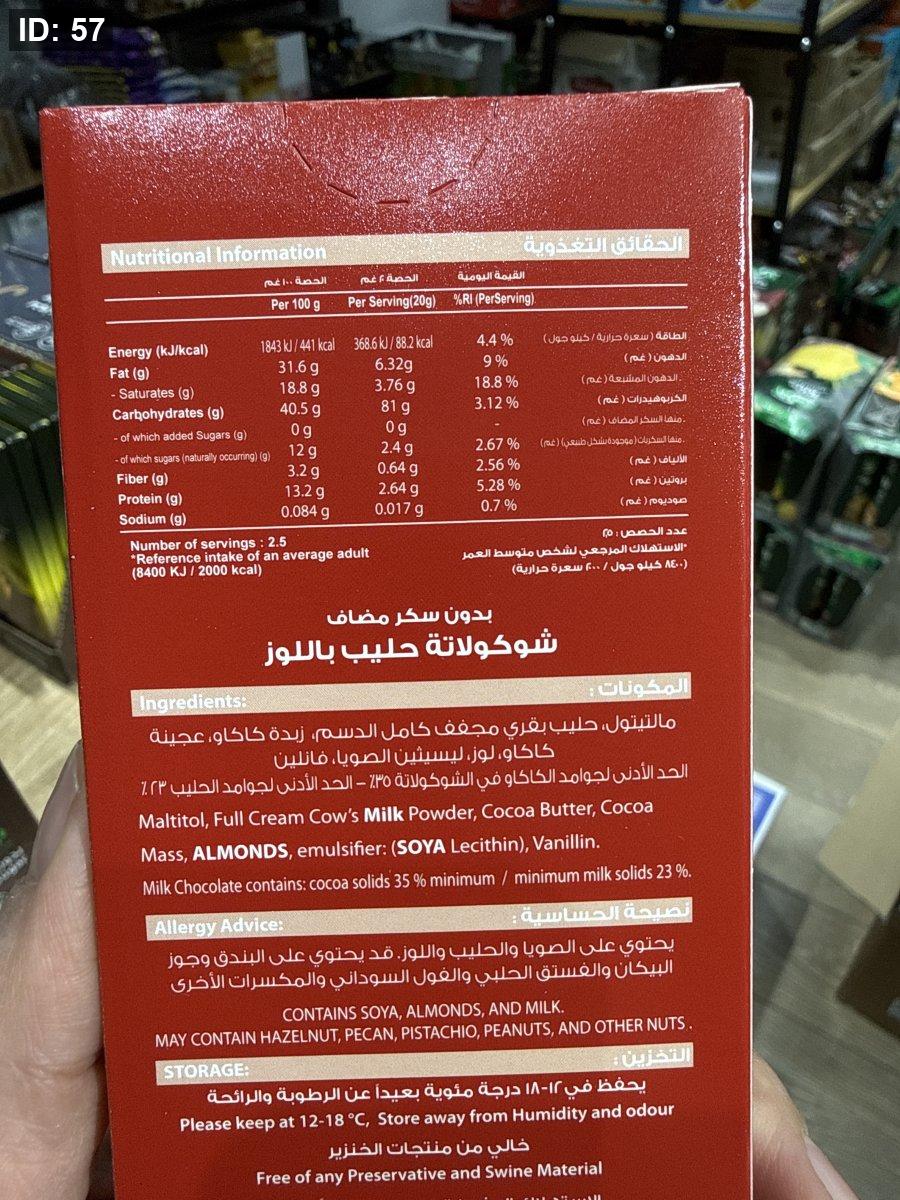 ID: 57
Nutritional Information الحقائق التغذوية
الحصة ١٠٠غم الحصة ٢٠غم القيمة اليومية
Per 100 g Per Serving(20g) %RI (PerServing)
Energy (kJ/kcal) 1843 kJ / 441 kcal 368.6 kJ / 88.2 kcal 4.4 % الطاقة (سعرة حرارية / كيلو جول)
Fat (g) 31.6 g 6.32g 9 % الدهون (غم)
- Saturates (g) 18.8 g 3.76 g 18.8 % . الدهون المشبعة (غم)
Carbohydrates (g) 40.5 g 81 g 3.12 % الكربوهيدرات (غم)
- of which added Sugars (g) 0 g 0 g - . منها السكر المضاف (غم)
- of which sugars (naturally occurring) (g) 12 g 2.4 g 2.67 % . منها السكريات (موجودة بشكل طبيعي) (غم)
Fiber (g) 3.2 g 0.64 g 2.56 % الألياف (غم)
Protein (g) 13.2 g 2.64 g 5.28 % بروتين (غم)
Sodium (g) 0.084 g 0.017 g 0.7 % صوديوم (غم)
Number of servings : 2.5 عدد الحصص : ٢٫٥
*Reference intake of an average adult *الاستهلاك المرجعي لشخص متوسط العمر
(8400 KJ / 2000 kcal) (٨٤٠٠ كيلو جول / ٢٠٠٠ سعرة حرارية)
بدون سكر مضاف
شوكولاتة حليب باللوز
Ingredients: المكونات :
مالتيتول، حليب بقري مجفف كامل الدسم، زبدة كاكاو، عجينة
كاكاو، لوز، ليسيثين الصويا، فانلين
الحد الأدنى لجوامد الكاكاو في الشوكولاتة ٣٥٪ – الحد الأدنى لجوامد الحليب ٢٣٪
Maltitol, Full Cream Cow's Milk Powder, Cocoa Butter, Cocoa
Mass, ALMONDS, emulsifier: (SOYA Lecithin), Vanillin.
Milk Chocolate contains: cocoa solids 35 % minimum / minimum milk solids 23 %.
Allergy Advice: نصيحة الحساسية :
يحتوي على الصويا والحليب واللوز. قد يحتوي على البندق وجوز
البيكان والفستق الحلبي والفول السوداني والمكسرات الأخرى
CONTAINS SOYA, ALMONDS, AND MILK.
MAY CONTAIN HAZELNUT, PECAN, PISTACHIO, PEANUTS, AND OTHER NUTS .
STORAGE: التخزين :
يحفظ في ١٢-١٨ درجة مئوية بعيداً عن الرطوبة والرائحة
Please keep at 12-18 °C, Store away from Humidity and odour
خالي من منتجات الخنزير
Free of any Preservative and Swine Material